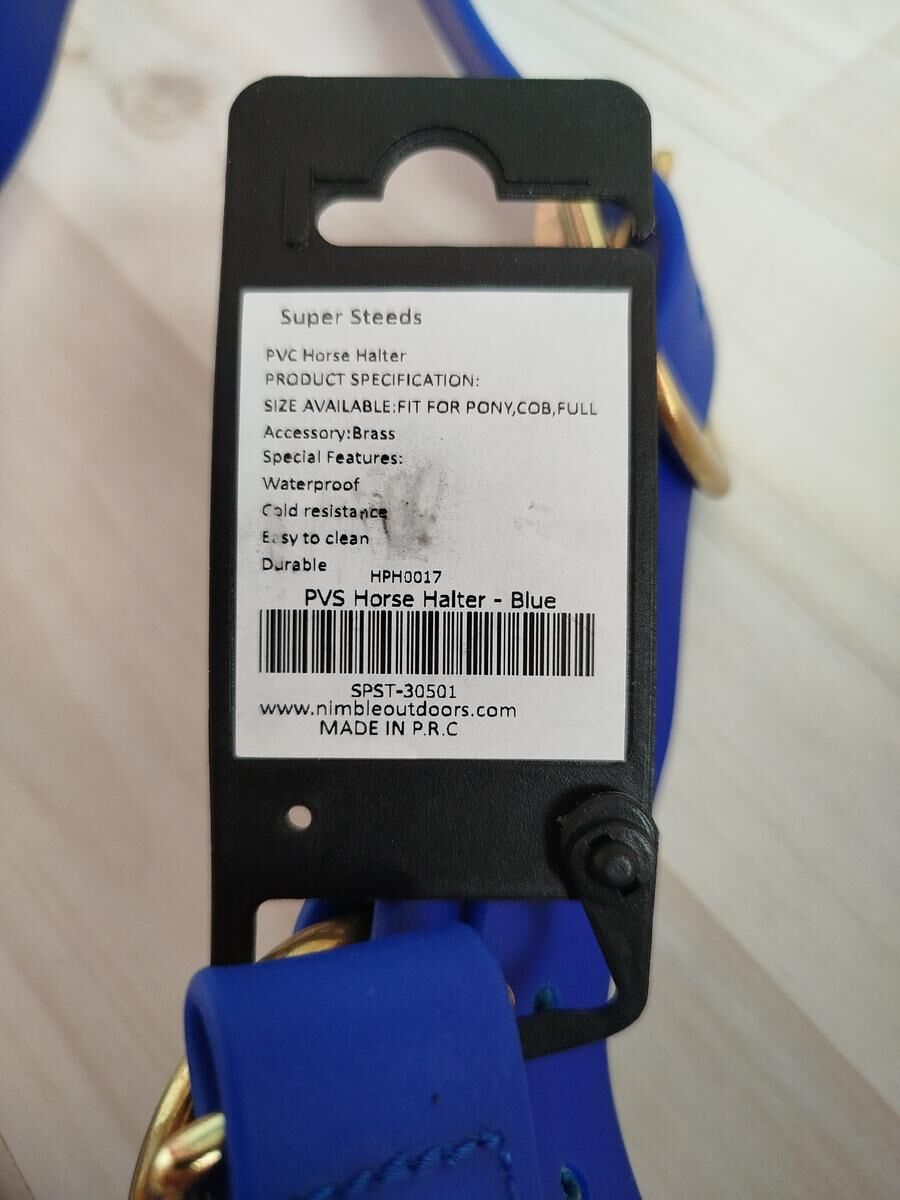 Super Steeds
PVC Horse Halter
PRODUCT SPECIFICATION:
SIZE AVAILABLE:FIT FOR PONY,COB,FULL
Accessory:Brass
Special Features:
Waterproof
Cold resistance
Easy to clean
Durable
HPH0017
PVS Horse Halter - Blue
SPST-30501
www.nimbleoutdoors.com
MADE IN P.R.C